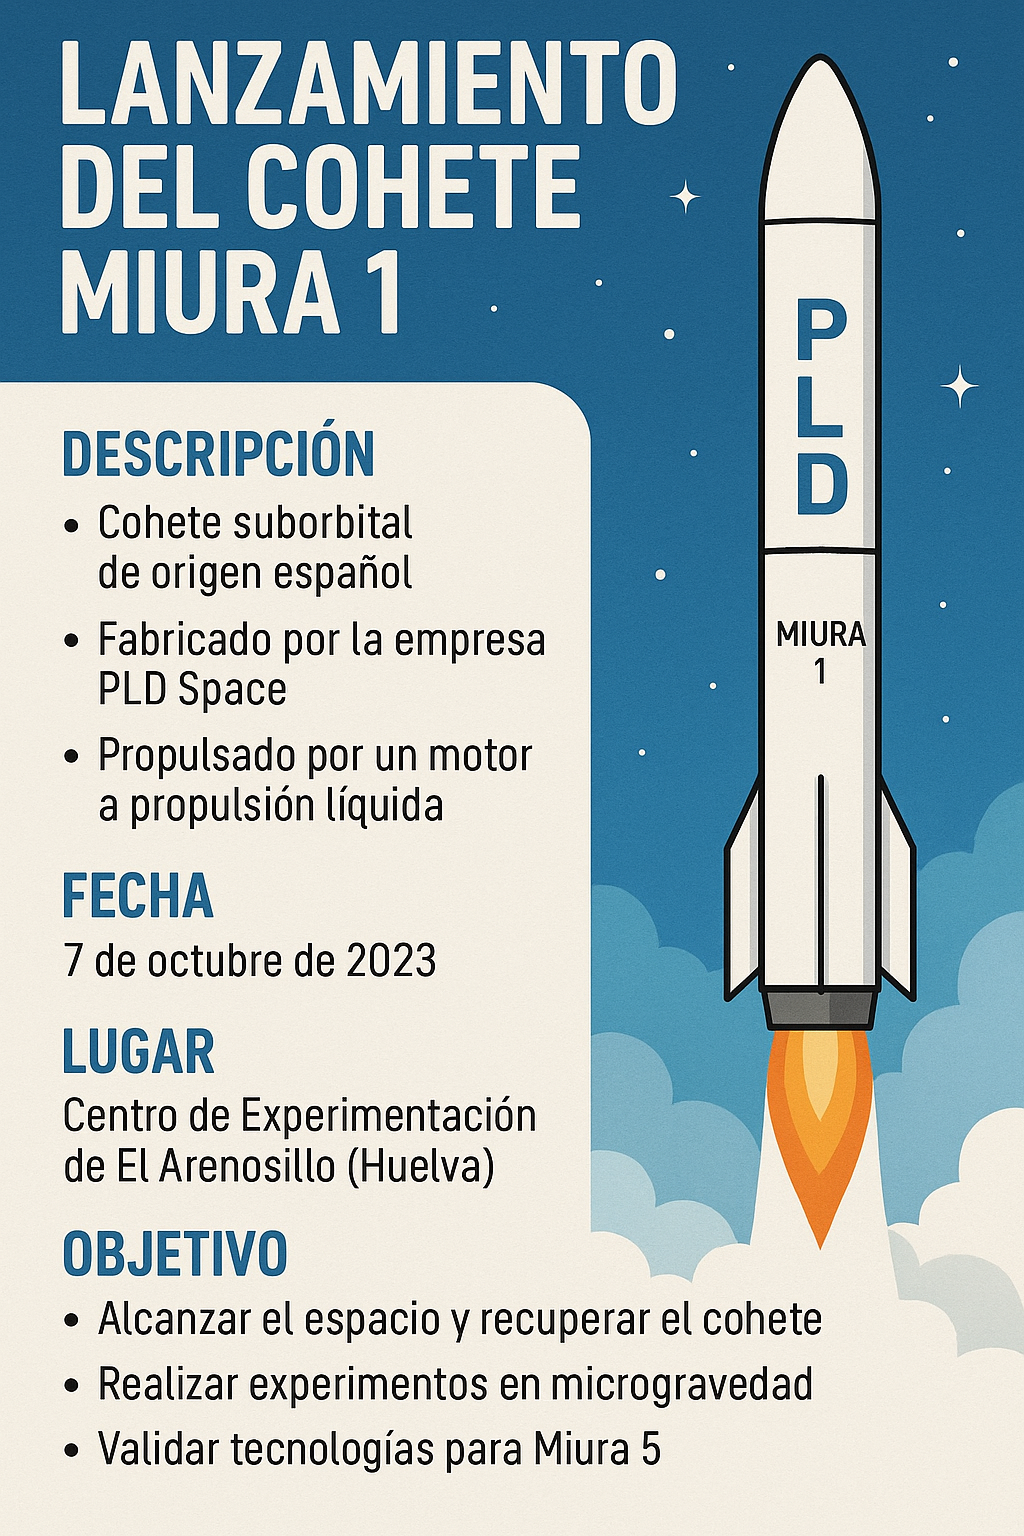 LANZAMIENTO
DEL COHETE
MIURA 1
DESCRIPCIÓN
• Cohete suborbital
de origen español
• Fabricado por la empresa
PLD Space
• Propulsado por un motor
a propulsión líquida
FECHA
7 de octubre de 2023
LUGAR
Centro de Experimentación
de El Arenosillo (Huelva)
OBJETIVO
• Alcanzar el espacio y recuperar el cohete
• Realizar experimentos en microgravedad
• Validar tecnologías para Miura 5
P
L
D
MIURA
1